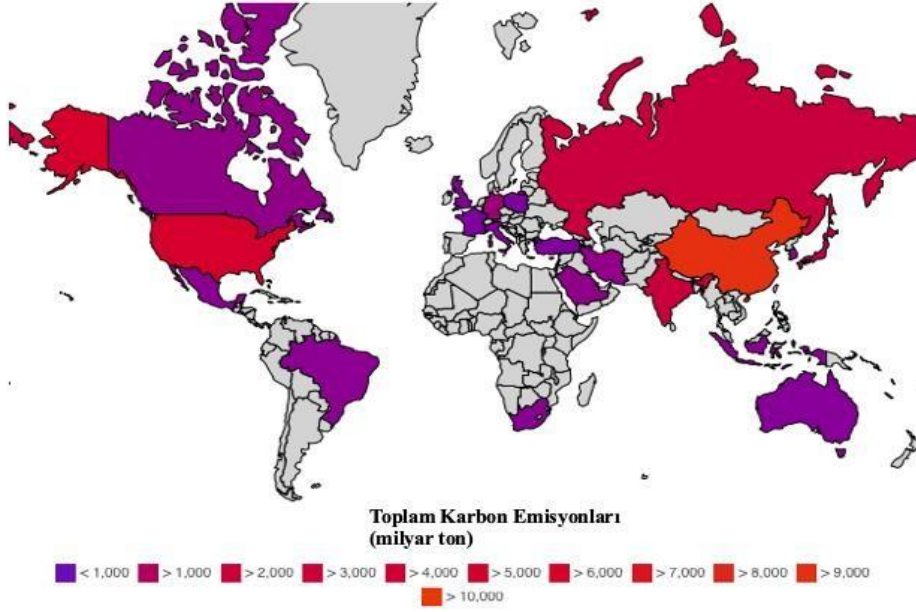 Toplam Karbon Emisyonları
(milyar ton)
< 1,000 > 1,000 > 2,000 > 3,000 > 4,000 > 5,000 > 6,000 > 7,000 > 8,000 > 9,000
> 10,000